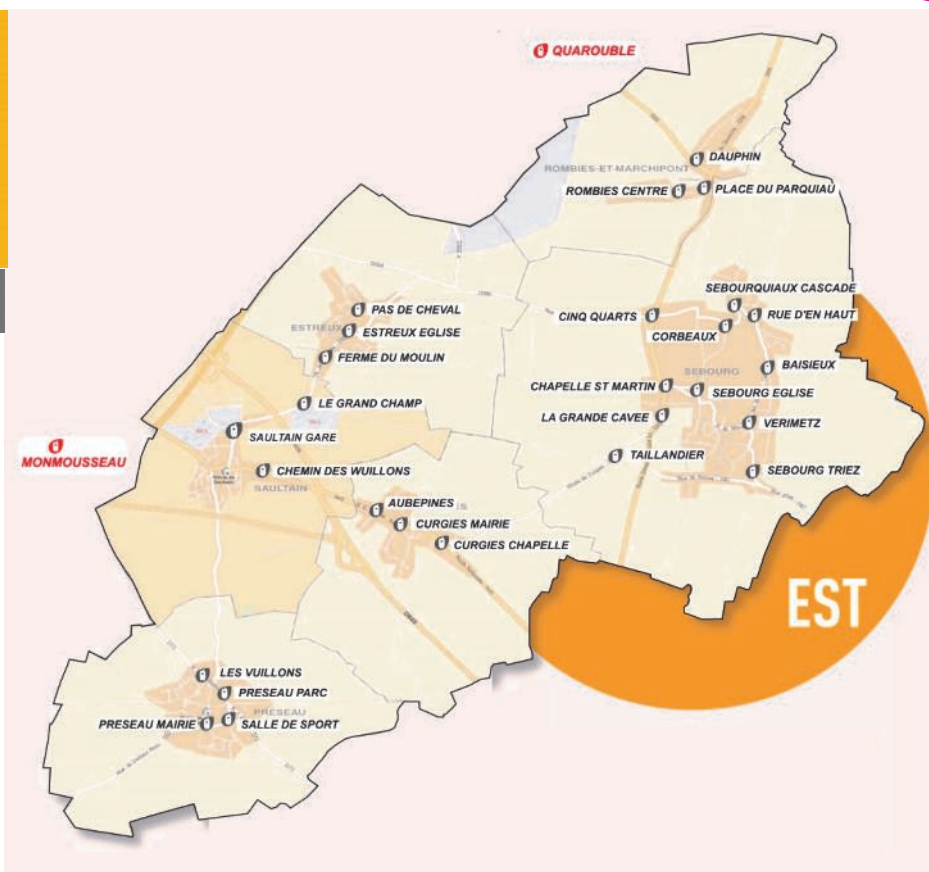 QUAROUBLE
DAUPHIN
ROMBIES-ET-MARCHIPONT
ROMBIES CENTRE
PLACE DU PARQUIAU
SEBOURQUIAUX CASCADE
PAS DE CHEVAL
CINQ QUARTS
RUE D'EN HAUT
ESTREUX
ESTREUX EGLISE
CORBEAUX
FERME DU MOULIN
BAISIEUX
SEBOURG
CHAPELLE ST MARTIN
SEBOURG EGLISE
LE GRAND CHAMP
LA GRANDE CAVEE
VERIMETZ
SAULTAIN GARE
MONMOUSSEAU
TAILLANDIER
CHEMIN DES WUILLONS
SEBOURG TRIEZ
SAULTAIN
AUBEPINES
CURGIES MAIRIE
CURGIES CHAPELLE
EST
LES VUILLONS
PRESEAU PARC
PRESEAU
PRESEAU MAIRIE
SALLE DE SPORT